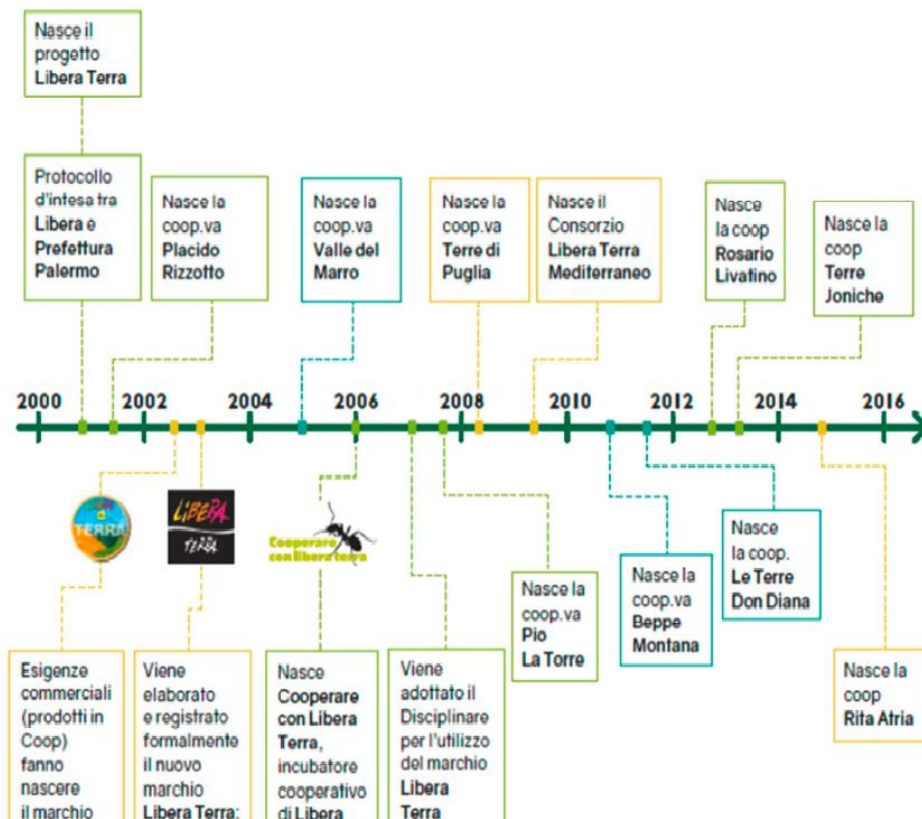 Nasce il
progetto
Libera Terra
Protocollo
d'intesa tra
Libera e
Prefettura
Palermo
Nasce la
coop.va
Placido
Rizzotto
Nasce la
coop.va
Valle del
Marro
Nasce la
coop.va
Terre di
Puglia
Nasce il
Consorzio
Libera Terra
Mediterraneo
Nasce
la coop
Rosario
Livatino
Nasce la
coop
Terre
Joniche
2000 2002 2004 2006 2008 2010 2012 2014 2016
TERRA
LIBERA
TERRA
Cooperare
con libera terra
Esigenze
commerciali
(prodotti in
Coop)
fanno
nascere
il marchio
Viene
elaborato
e registrato
formalmente
il nuovo
marchio
Libera Terra;
Nasce
Cooperare
con Libera
Terra,
incubatore
cooperativo
di Libera
Viene
adottato il
Disciplinare
per l'utilizzo
del marchio
Libera
Terra
Nasce la
coop.va
Pio
La Torre
Nasce la
coop.va
Beppe
Montana
Nasce
la coop.
Le Terre
Don Diana
Nasce la
coop
Rita Atria